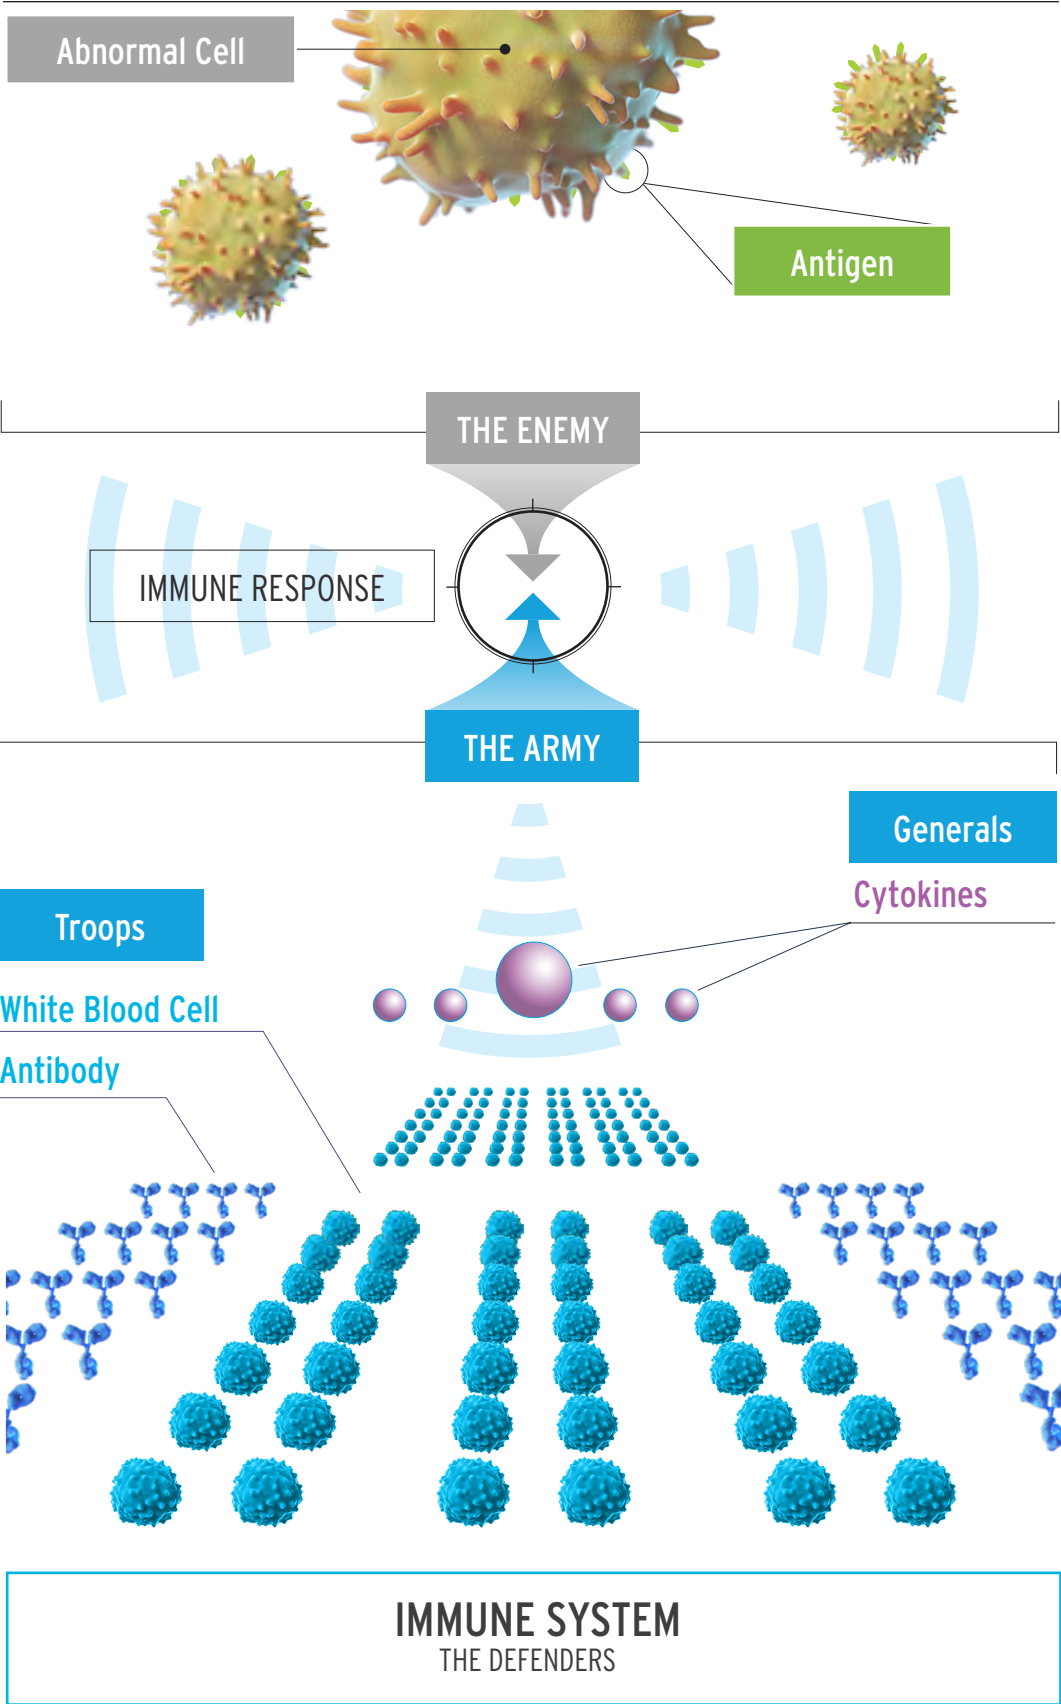 Abnormal Cell
Antigen
THE ENEMY
IMMUNE RESPONSE
THE ARMY
Generals
Cytokines
Troops
White Blood Cell
Antibody
IMMUNE SYSTEM
THE DEFENDERS